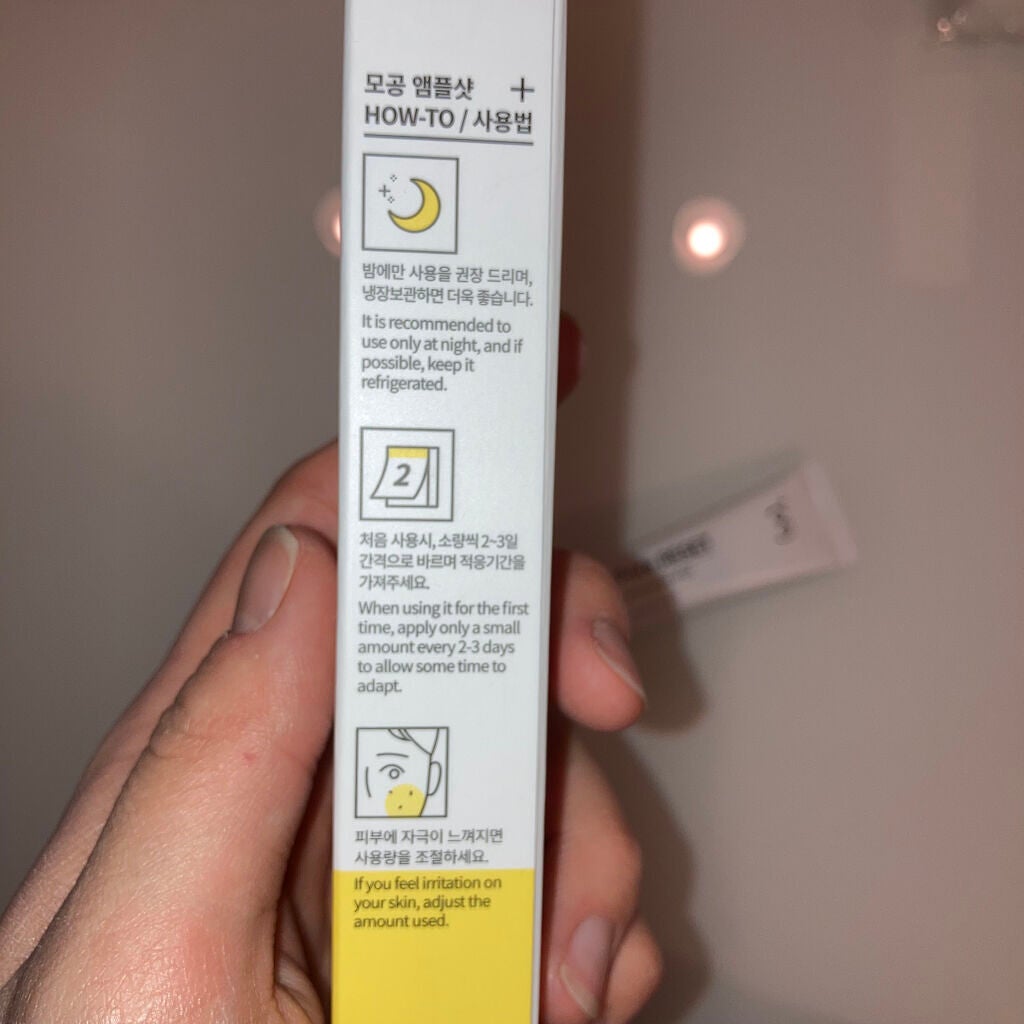 모공 앰플샷 +
HOW-TO / 사용법
밤에만 사용을 권장 드리며,
냉장보관하면 더욱 좋습니다.
It is recommended to
use only at night, and if
possible, keep it
refrigerated.
2
처음 사용시, 소량씩 2~3일
간격으로 바르며 적응기간을
가져주세요.
When using it for the first
time, apply only a small
amount every 2-3 days
to allow some time to
adapt.
피부에 자극이 느껴지면
사용량을 조절하세요.
If you feel irritation on
your skin, adjust the
amount used.